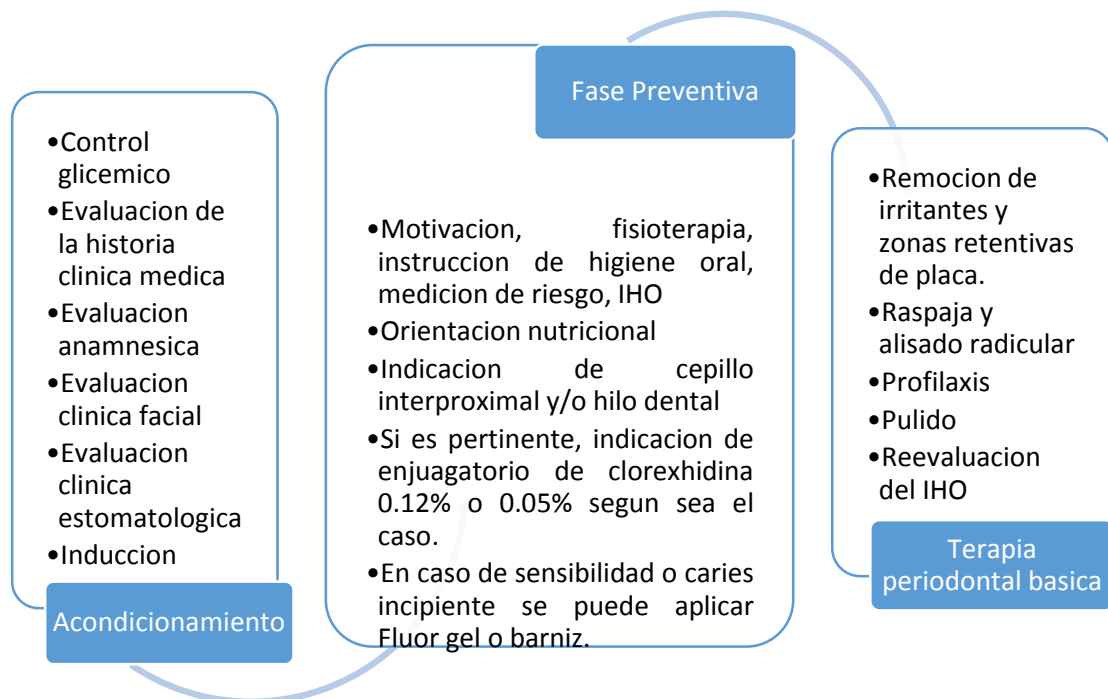 •Control
glicemico
•Evaluacion de
la historia
clinica medica
•Evaluacion
anamnesica
•Evaluacion
clinica facial
•Evaluacion
clinica
estomatologica
•Induccion
Acondicionamiento
Fase Preventiva
•Motivacion, fisioterapia,
instruccion de higiene oral,
medicion de riesgo, IHO
•Orientacion nutricional
•Indicacion de cepillo
interproximal y/o hilo dental
•Si es pertinente, indicacion de
enjuagatorio de clorexhidina
0.12% o 0.05% segun sea el
caso.
•En caso de sensibilidad o caries
incipiente se puede aplicar
Fluor gel o barniz.
•Remocion de
irritantes y
zonas retentivas
de placa.
•Raspaja y
alisado radicular
•Profilaxis
•Pulido
•Reevaluacion
del IHO
Terapia
periodontal basica